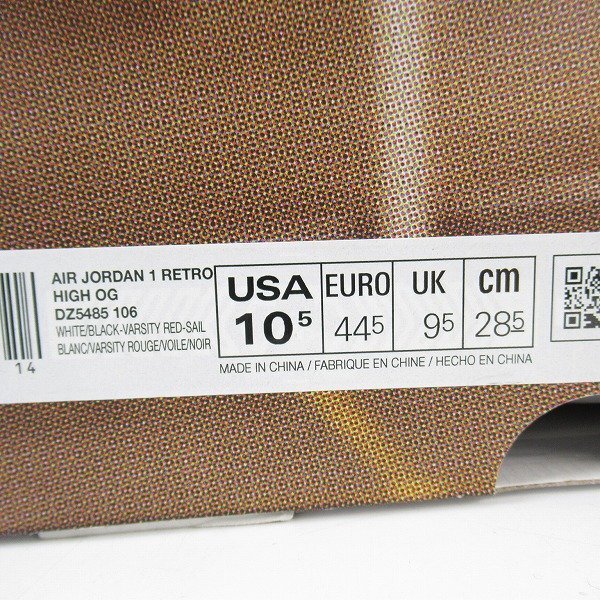 AIR JORDAN 1 RETRO
HIGH OG
DZ5485 106
WHITE/BLACK-VARSITY RED-SAIL
BLANC/VARSITY ROUGE/VOILE/NOIR
14
USA EURO UK cm
10 5 44 5 9 5 28 5
MADE IN CHINA / FABRIQUE EN CHINE / HECHO EN CHINA